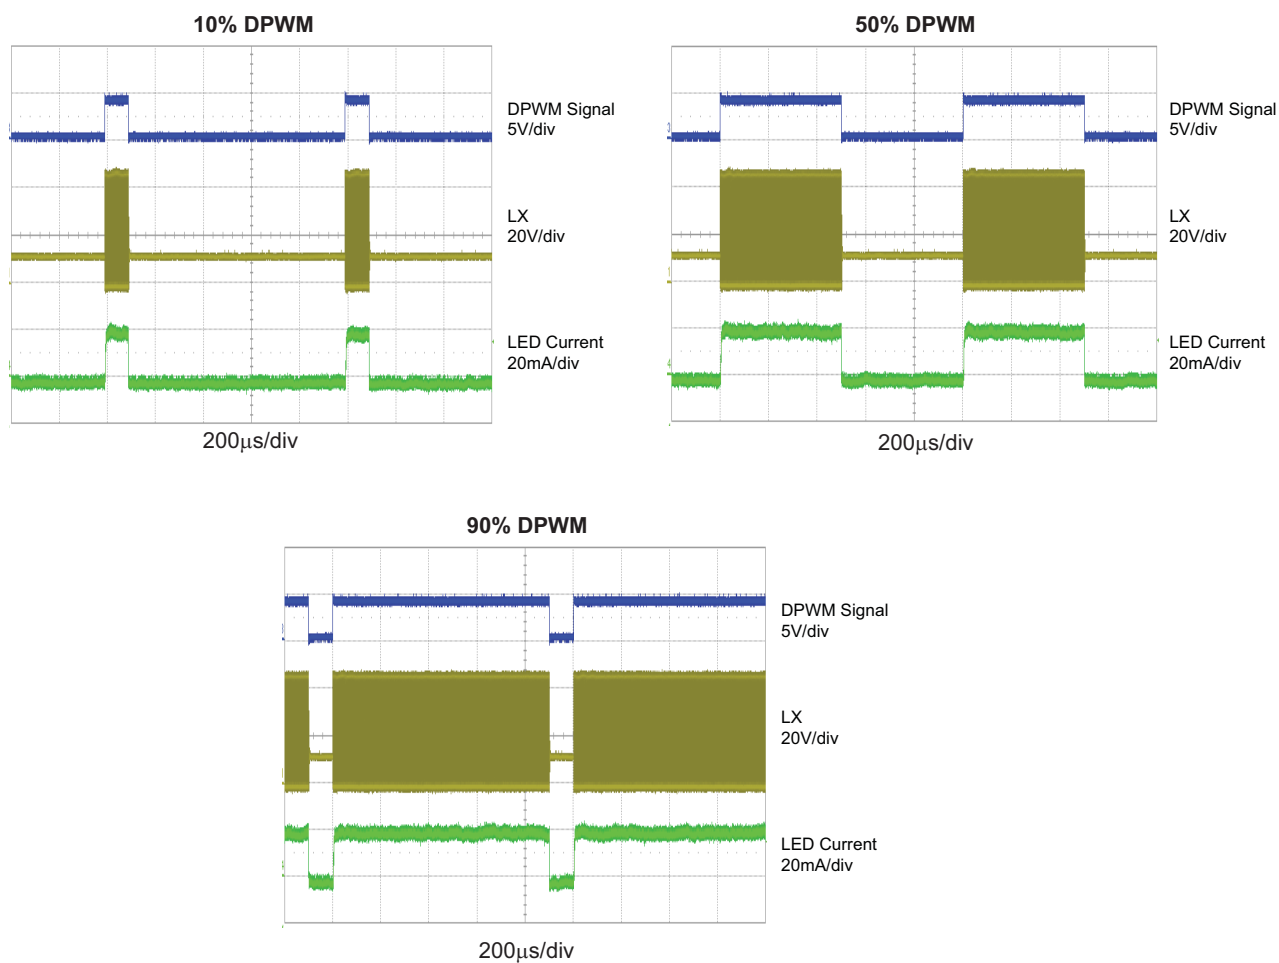 10% DPWM
DPWM Signal
5V/div
LX
20V/div
LED Current
20mA/div
200μs/div
50% DPWM
DPWM Signal
5V/div
LX
20V/div
LED Current
20mA/div
200μs/div
90% DPWM
DPWM Signal
5V/div
LX
20V/div
LED Current
20mA/div
200μs/div